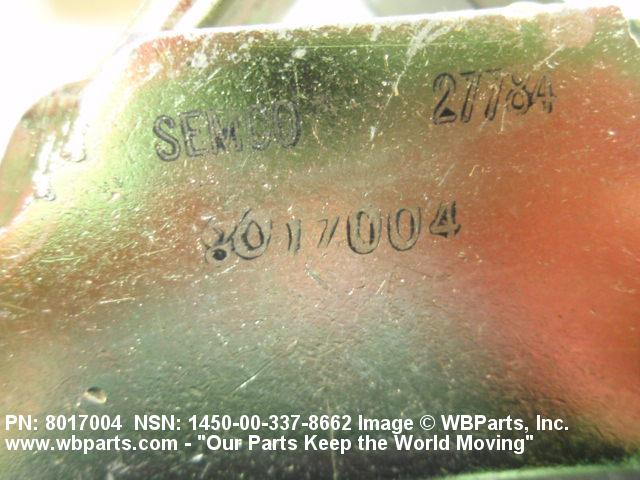 SEMCO 27784
8017004
PN: 8017004 NSN: 1450-00-337-8662 Image © WBParts, Inc.
www.wbparts.com - "Our Parts Keep the World Moving"